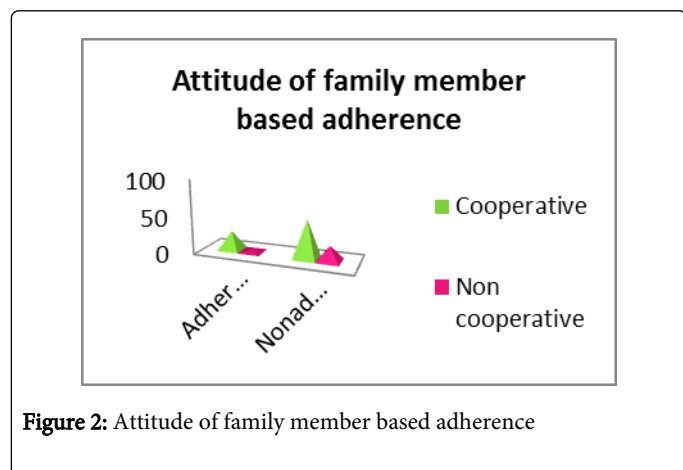 Attitude of family member
based adherence
100
50
0
Adher...
Nonad...
Cooperative
Non
cooperative
Figure 2: Attitude of family member based adherence